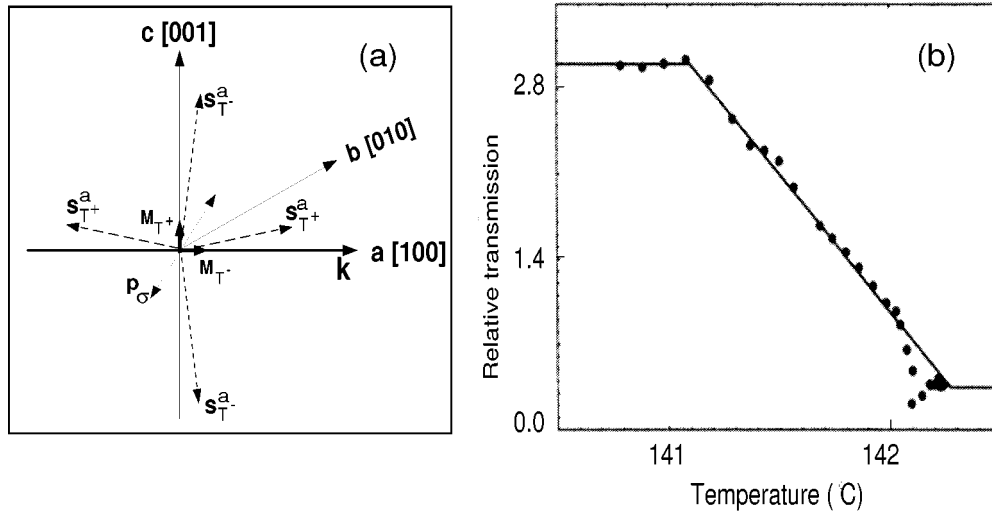 (a)
c [001]
S^a_T-
b [010]
S^a_T+
M_T+
S^a_T+
a [100]
k
M_T-
p_σ
S^a_T-
(b)
Relative transmission
2.8
1.4
0.0
141
142
Temperature (°C)